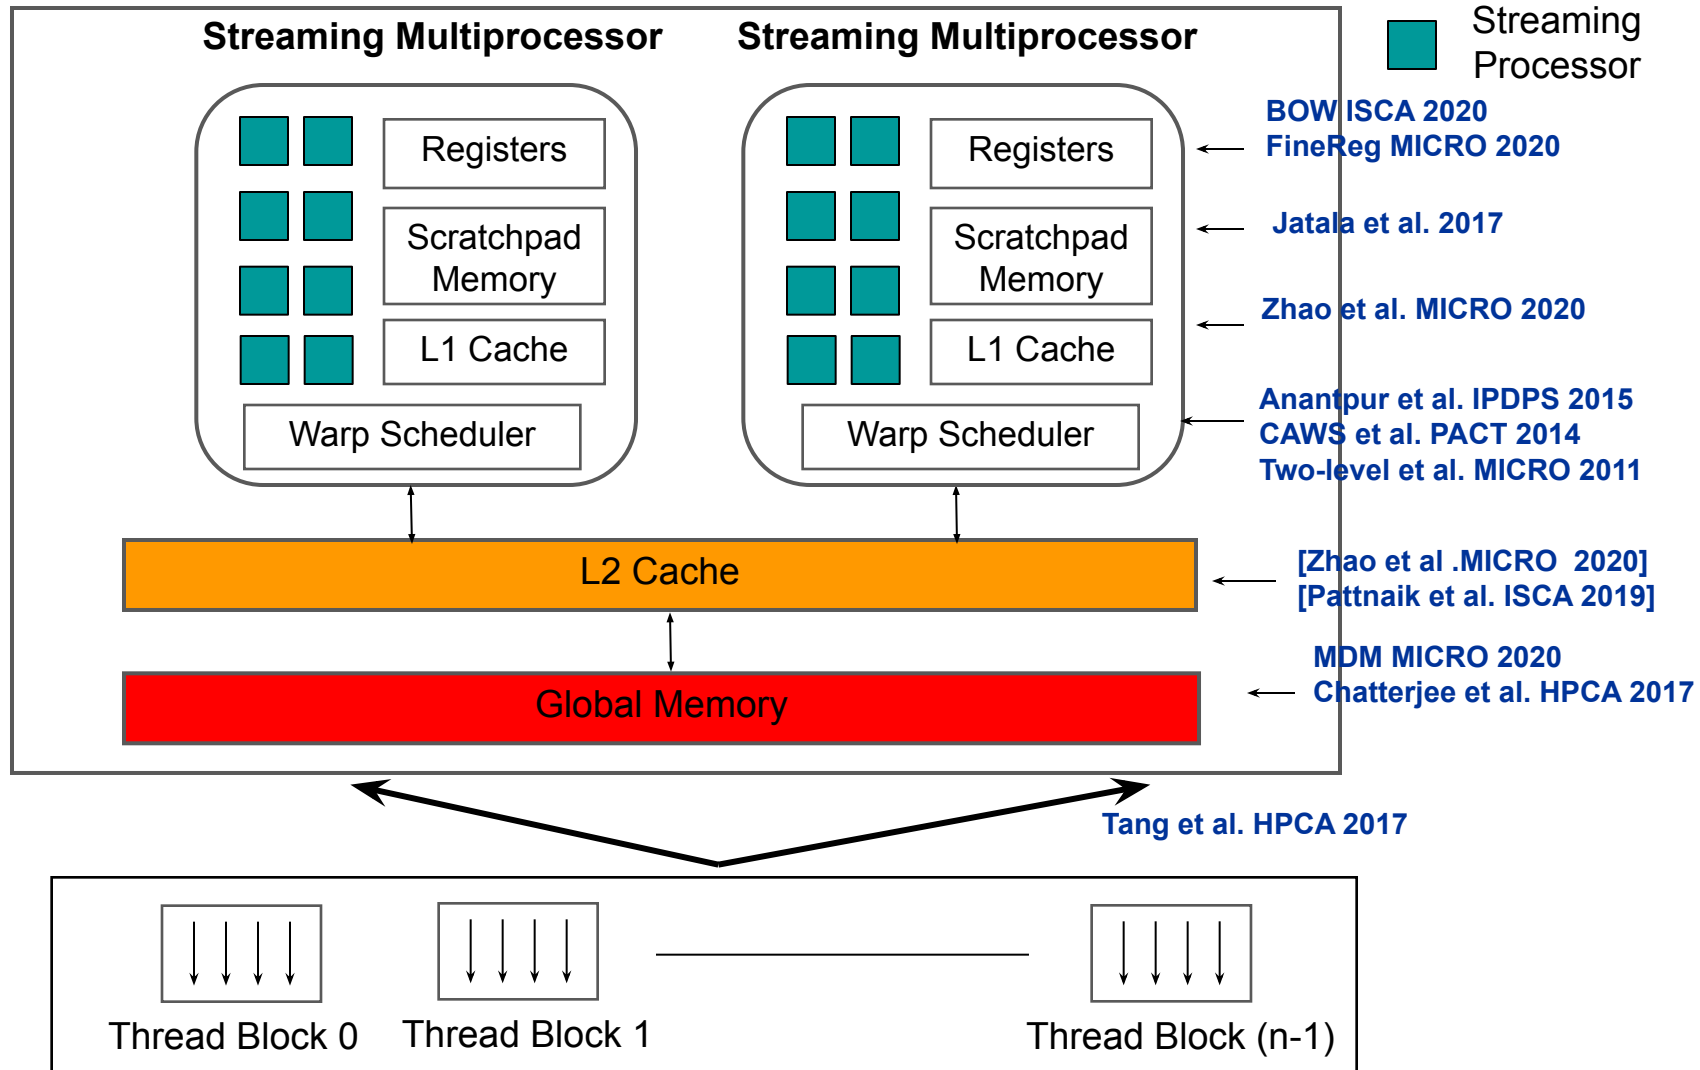 Streaming Multiprocessor
Streaming Multiprocessor
Streaming
Processor
Registers
Scratchpad
Memory
L1 Cache
Warp Scheduler
Registers
Scratchpad
Memory
L1 Cache
Warp Scheduler
BOW ISCA 2020
FineReg MICRO 2020
Jatala et al. 2017
Zhao et al. MICRO 2020
Anantpur et al. IPDPS 2015
CAWS et al. PACT 2014
Two-level et al. MICRO 2011
L2 Cache
[Zhao et al .MICRO  2020]
[Pattnaik et al. ISCA 2019]
Global Memory
MDM MICRO 2020
Chatterjee et al. HPCA 2017
Tang et al. HPCA 2017
Thread Block 0
Thread Block 1
Thread Block (n-1)